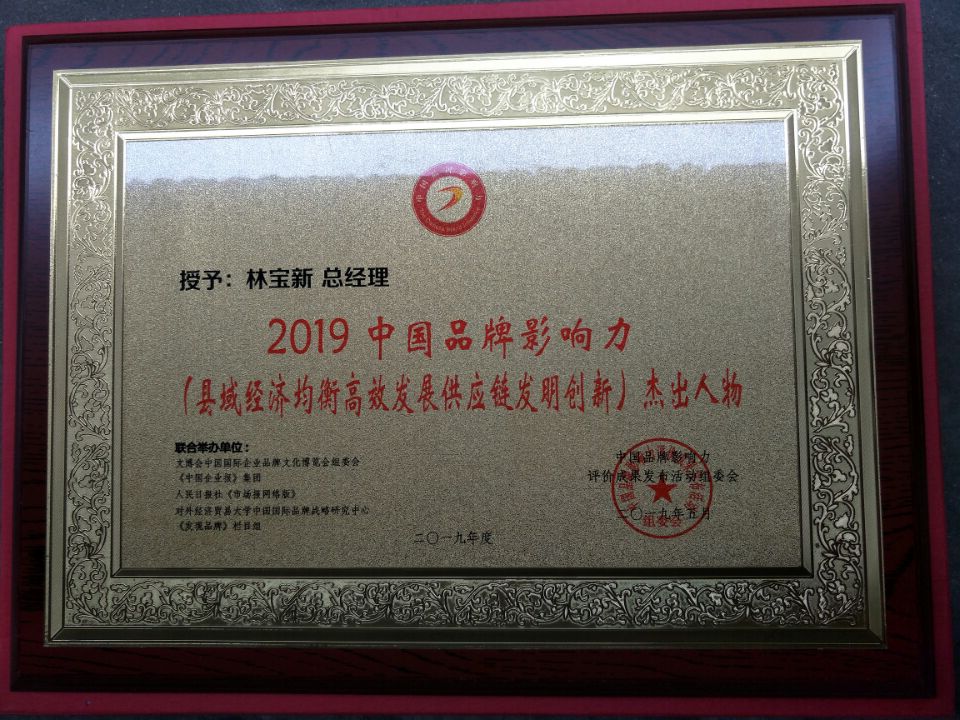 授予：林宝新 总经理
2019 中国品牌影响力
（县域经济均衡高效发展供应链发明创新）杰出人物
联合举办单位：
文博会中国国际企业品牌文化博览会组委会
《中国企业报》集团
人民日报社《市场报网络版》
对外经济贸易大学中国国际品牌战略研究中心
《发现品牌》栏目组
二〇一九年度
中国品牌影响力
评价成果发布活动组委会
二〇一九年五月
组委会